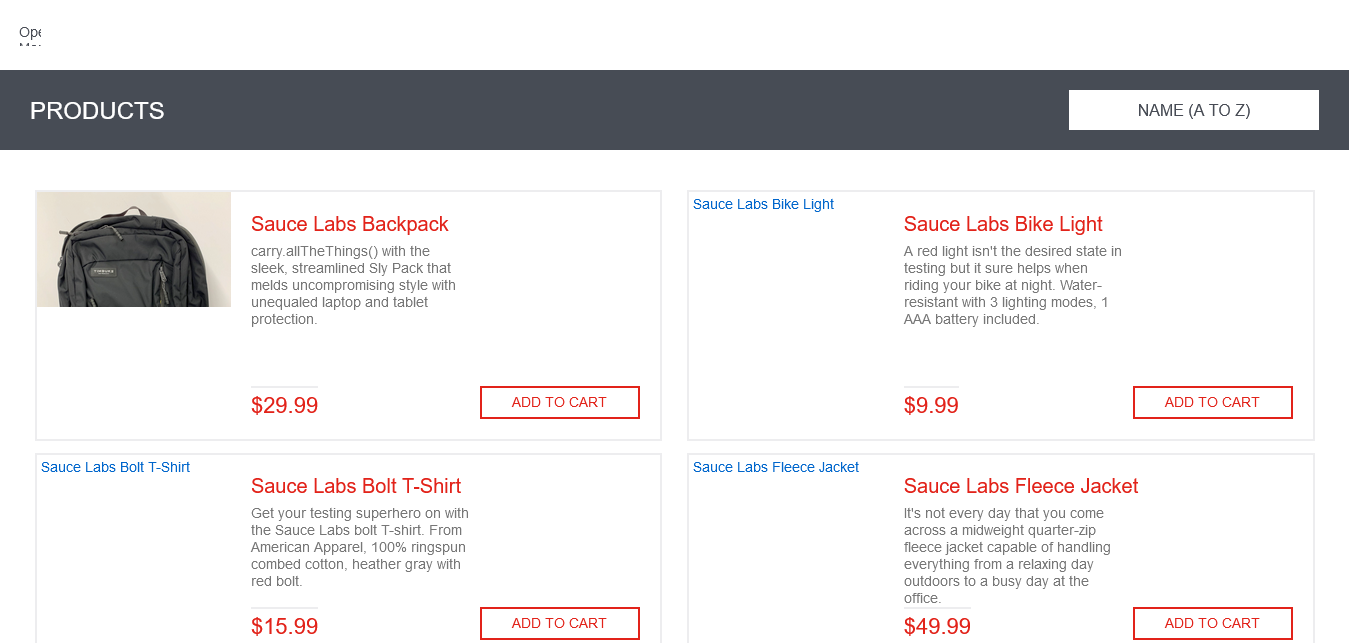 Ope
PRODUCTS
NAME (A TO Z)
Sauce Labs Backpack
carry.allTheThings() with the
sleek, streamlined Sly Pack that
melds uncompromising style with
unequaled laptop and tablet
protection.
$29.99
ADD TO CART
Sauce Labs Bike Light
Sauce Labs Bike Light
A red light isn't the desired state in
testing but it sure helps when
riding your bike at night. Water-
resistant with 3 lighting modes, 1
AAA battery included.
$9.99
ADD TO CART
Sauce Labs Bolt T-Shirt
Sauce Labs Bolt T-Shirt
Get your testing superhero on with
the Sauce Labs bolt T-shirt. From
American Apparel, 100% ringspun
combed cotton, heather gray with
red bolt.
$15.99
ADD TO CART
Sauce Labs Fleece Jacket
Sauce Labs Fleece Jacket
It's not every day that you come
across a midweight quarter-zip
fleece jacket capable of handling
everything from a relaxing day
outdoors to a busy day at the
office.
$49.99
ADD TO CART